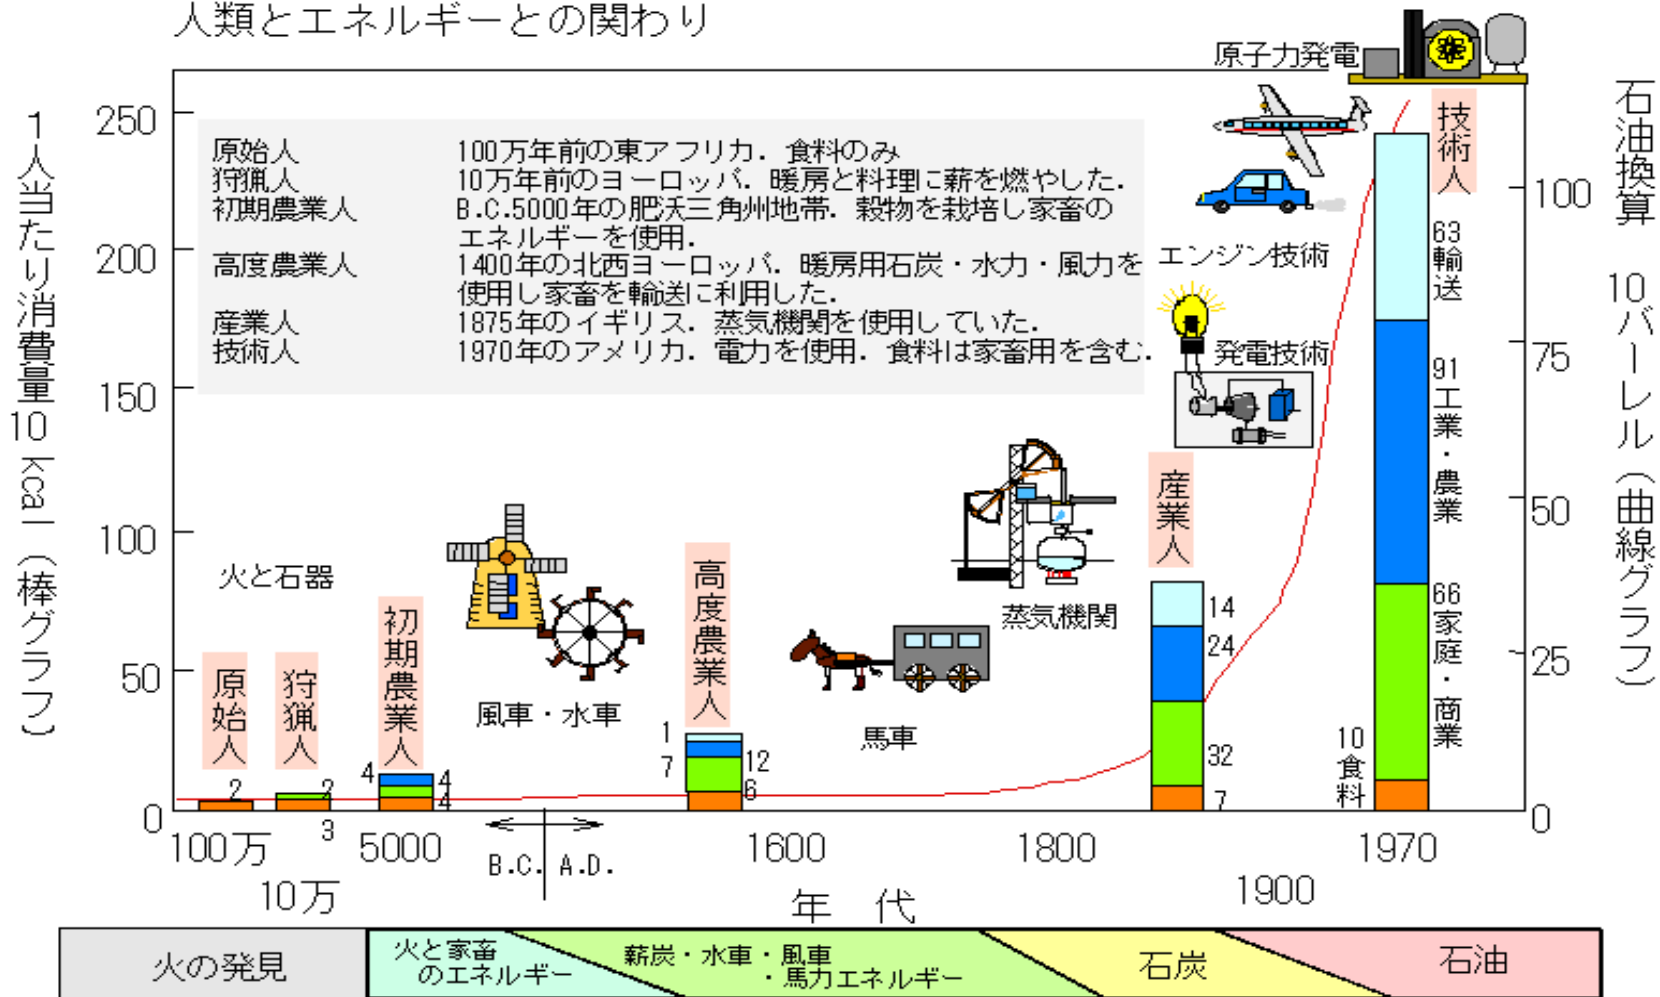 人類とエネルギーとの関わり
原子力発電
1人当たり消費量10 kcal（棒グラフ）
250
200
150
100
50
0
原始人 100万年前の東アフリカ．食料のみ
狩猟人 10万年前のヨーロッパ．暖房と料理に薪を燃やした．
初期農業人 B.C.5000年の肥沃三角州地帯．穀物を栽培し家畜の
エネルギーを使用．
高度農業人 1400年の北西ヨーロッパ．暖房用石炭・水力・風力を
使用し家畜を輸送に利用した．
産業人 1875年のイギリス．蒸気機関を使用していた．
技術人 1970年のアメリカ．電力を使用．食料は家畜用を含む．
エンジン技術
発電技術
火と石器
風車・水車
馬車
蒸気機関
原始人
2
狩猟人
2
3
初期農業人
4
4
4
高度農業人
1
7
12
6
産業人
14
24
32
7
技術人
63輸送
91工業・農業
66家庭・商業
10食料
石油換算 10バーレル（曲線グラフ）
100
75
50
25
0
100万
10万
5000
B.C.
A.D.
1600
1800
1900
1970
年 代
火の発見
火と家畜
のエネルギー
薪炭・水車・風車
・馬力エネルギー
石炭
石油